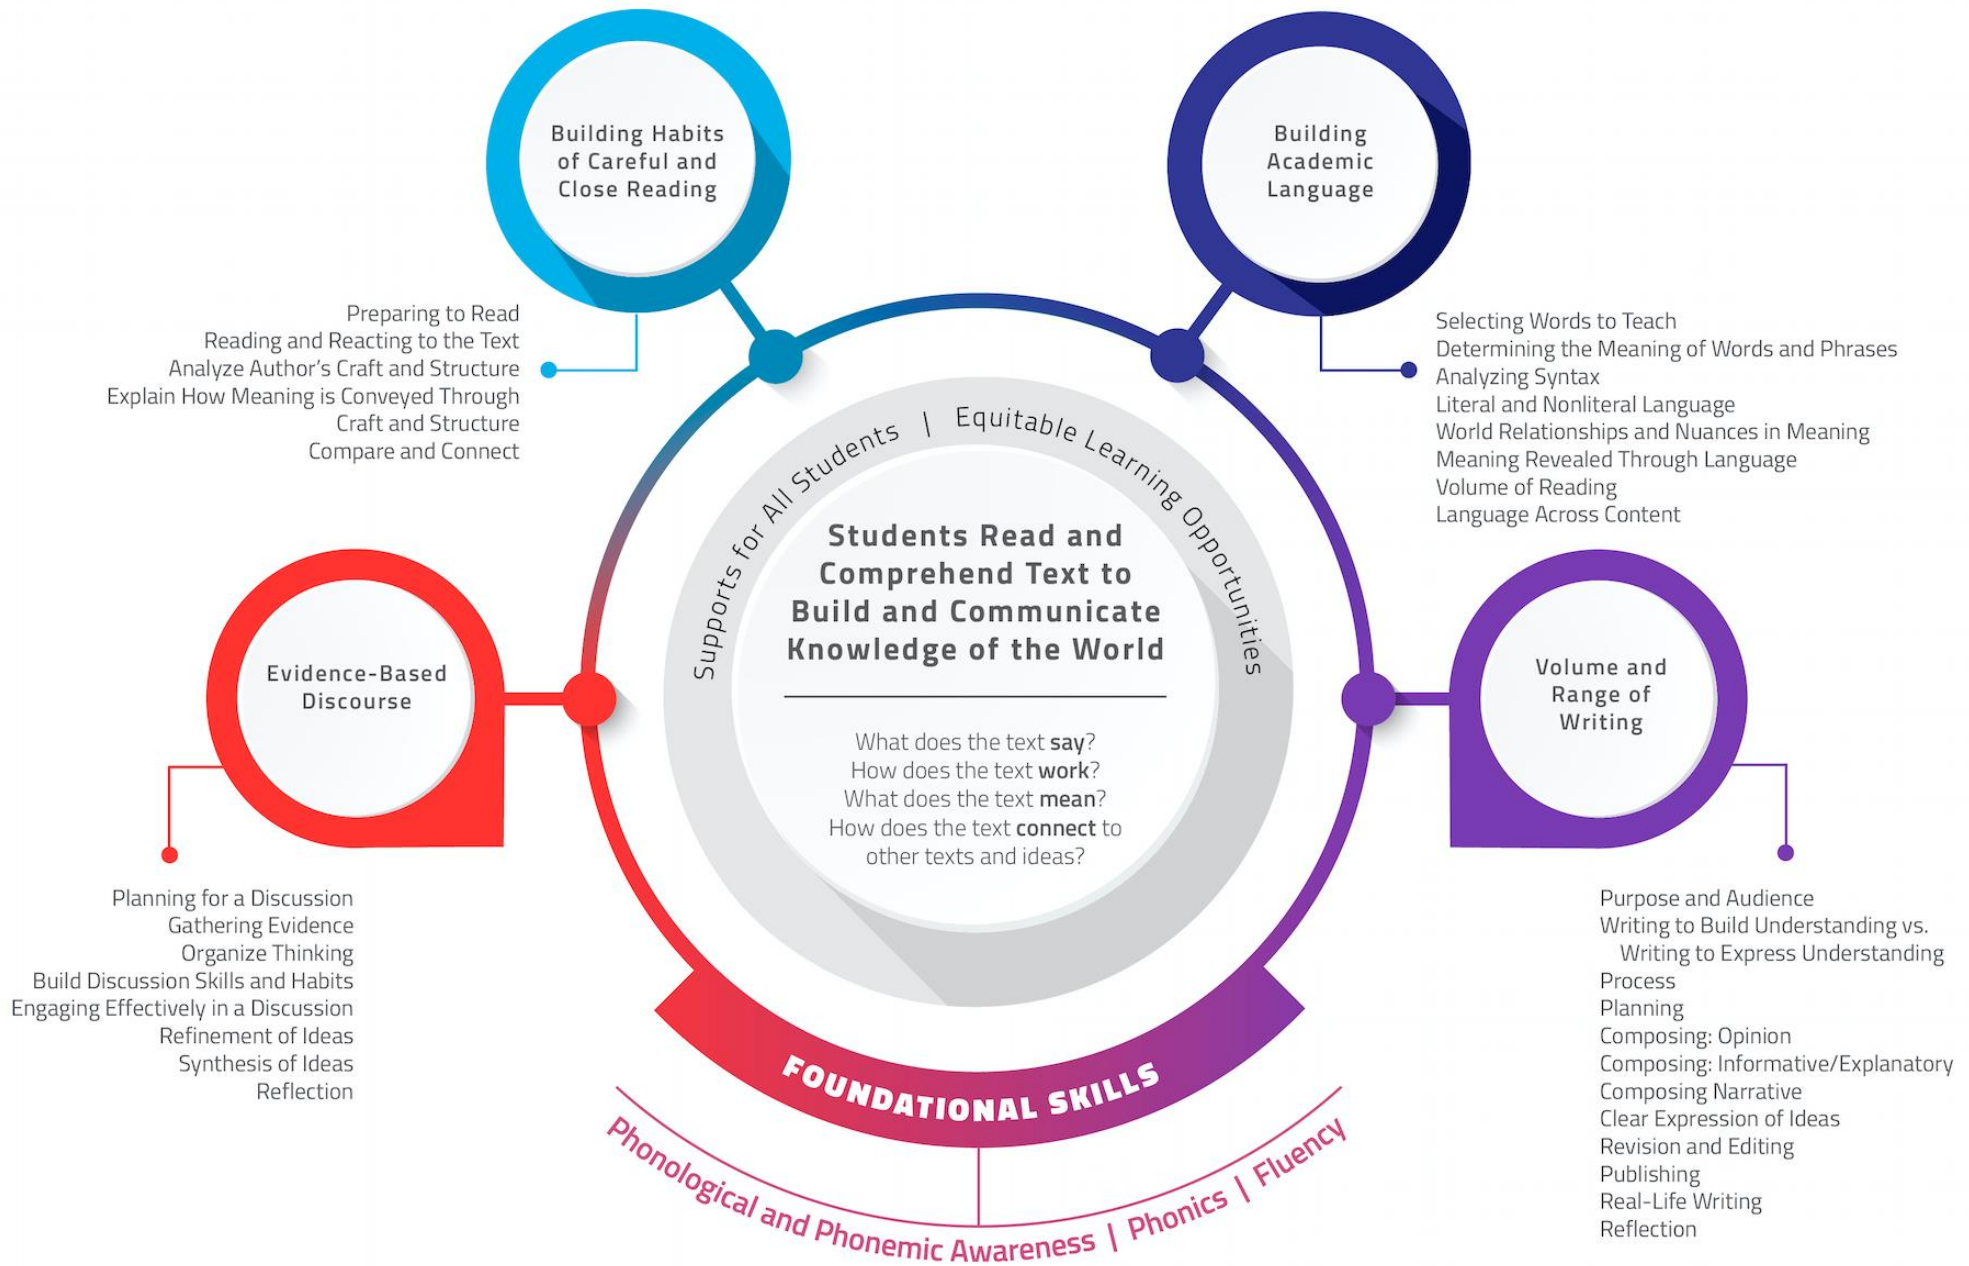 Building Habits
of Careful and
Close Reading
Building
Academic
Language
Preparing to Read
Reading and Reacting to the Text
Analyze Author's Craft and Structure
Explain How Meaning is Conveyed Through
Craft and Structure
Compare and Connect
Selecting Words to Teach
Determining the Meaning of Words and Phrases
Analyzing Syntax
Literal and Nonliteral Language
World Relationships and Nuances in Meaning
Meaning Revealed Through Language
Volume of Reading
Language Across Content
Supports for All Students | Equitable Learning Opportunities
Students Read and
Comprehend Text to
Build and Communicate
Knowledge of the World
What does the text say?
How does the text work?
What does the text mean?
How does the text connect to
other texts and ideas?
Evidence-Based
Discourse
Volume and
Range of
Writing
Planning for a Discussion
Gathering Evidence
Organize Thinking
Build Discussion Skills and Habits
Engaging Effectively in a Discussion
Refinement of Ideas
Synthesis of Ideas
Reflection
Purpose and Audience
Writing to Build Understanding vs.
Writing to Express Understanding
Process
Planning
Composing: Opinion
Composing: Informative/Explanatory
Composing Narrative
Clear Expression of Ideas
Revision and Editing
Publishing
Real-Life Writing
Reflection
FOUNDATIONAL SKILLS
Phonological and Phonemic Awareness | Phonics | Fluency